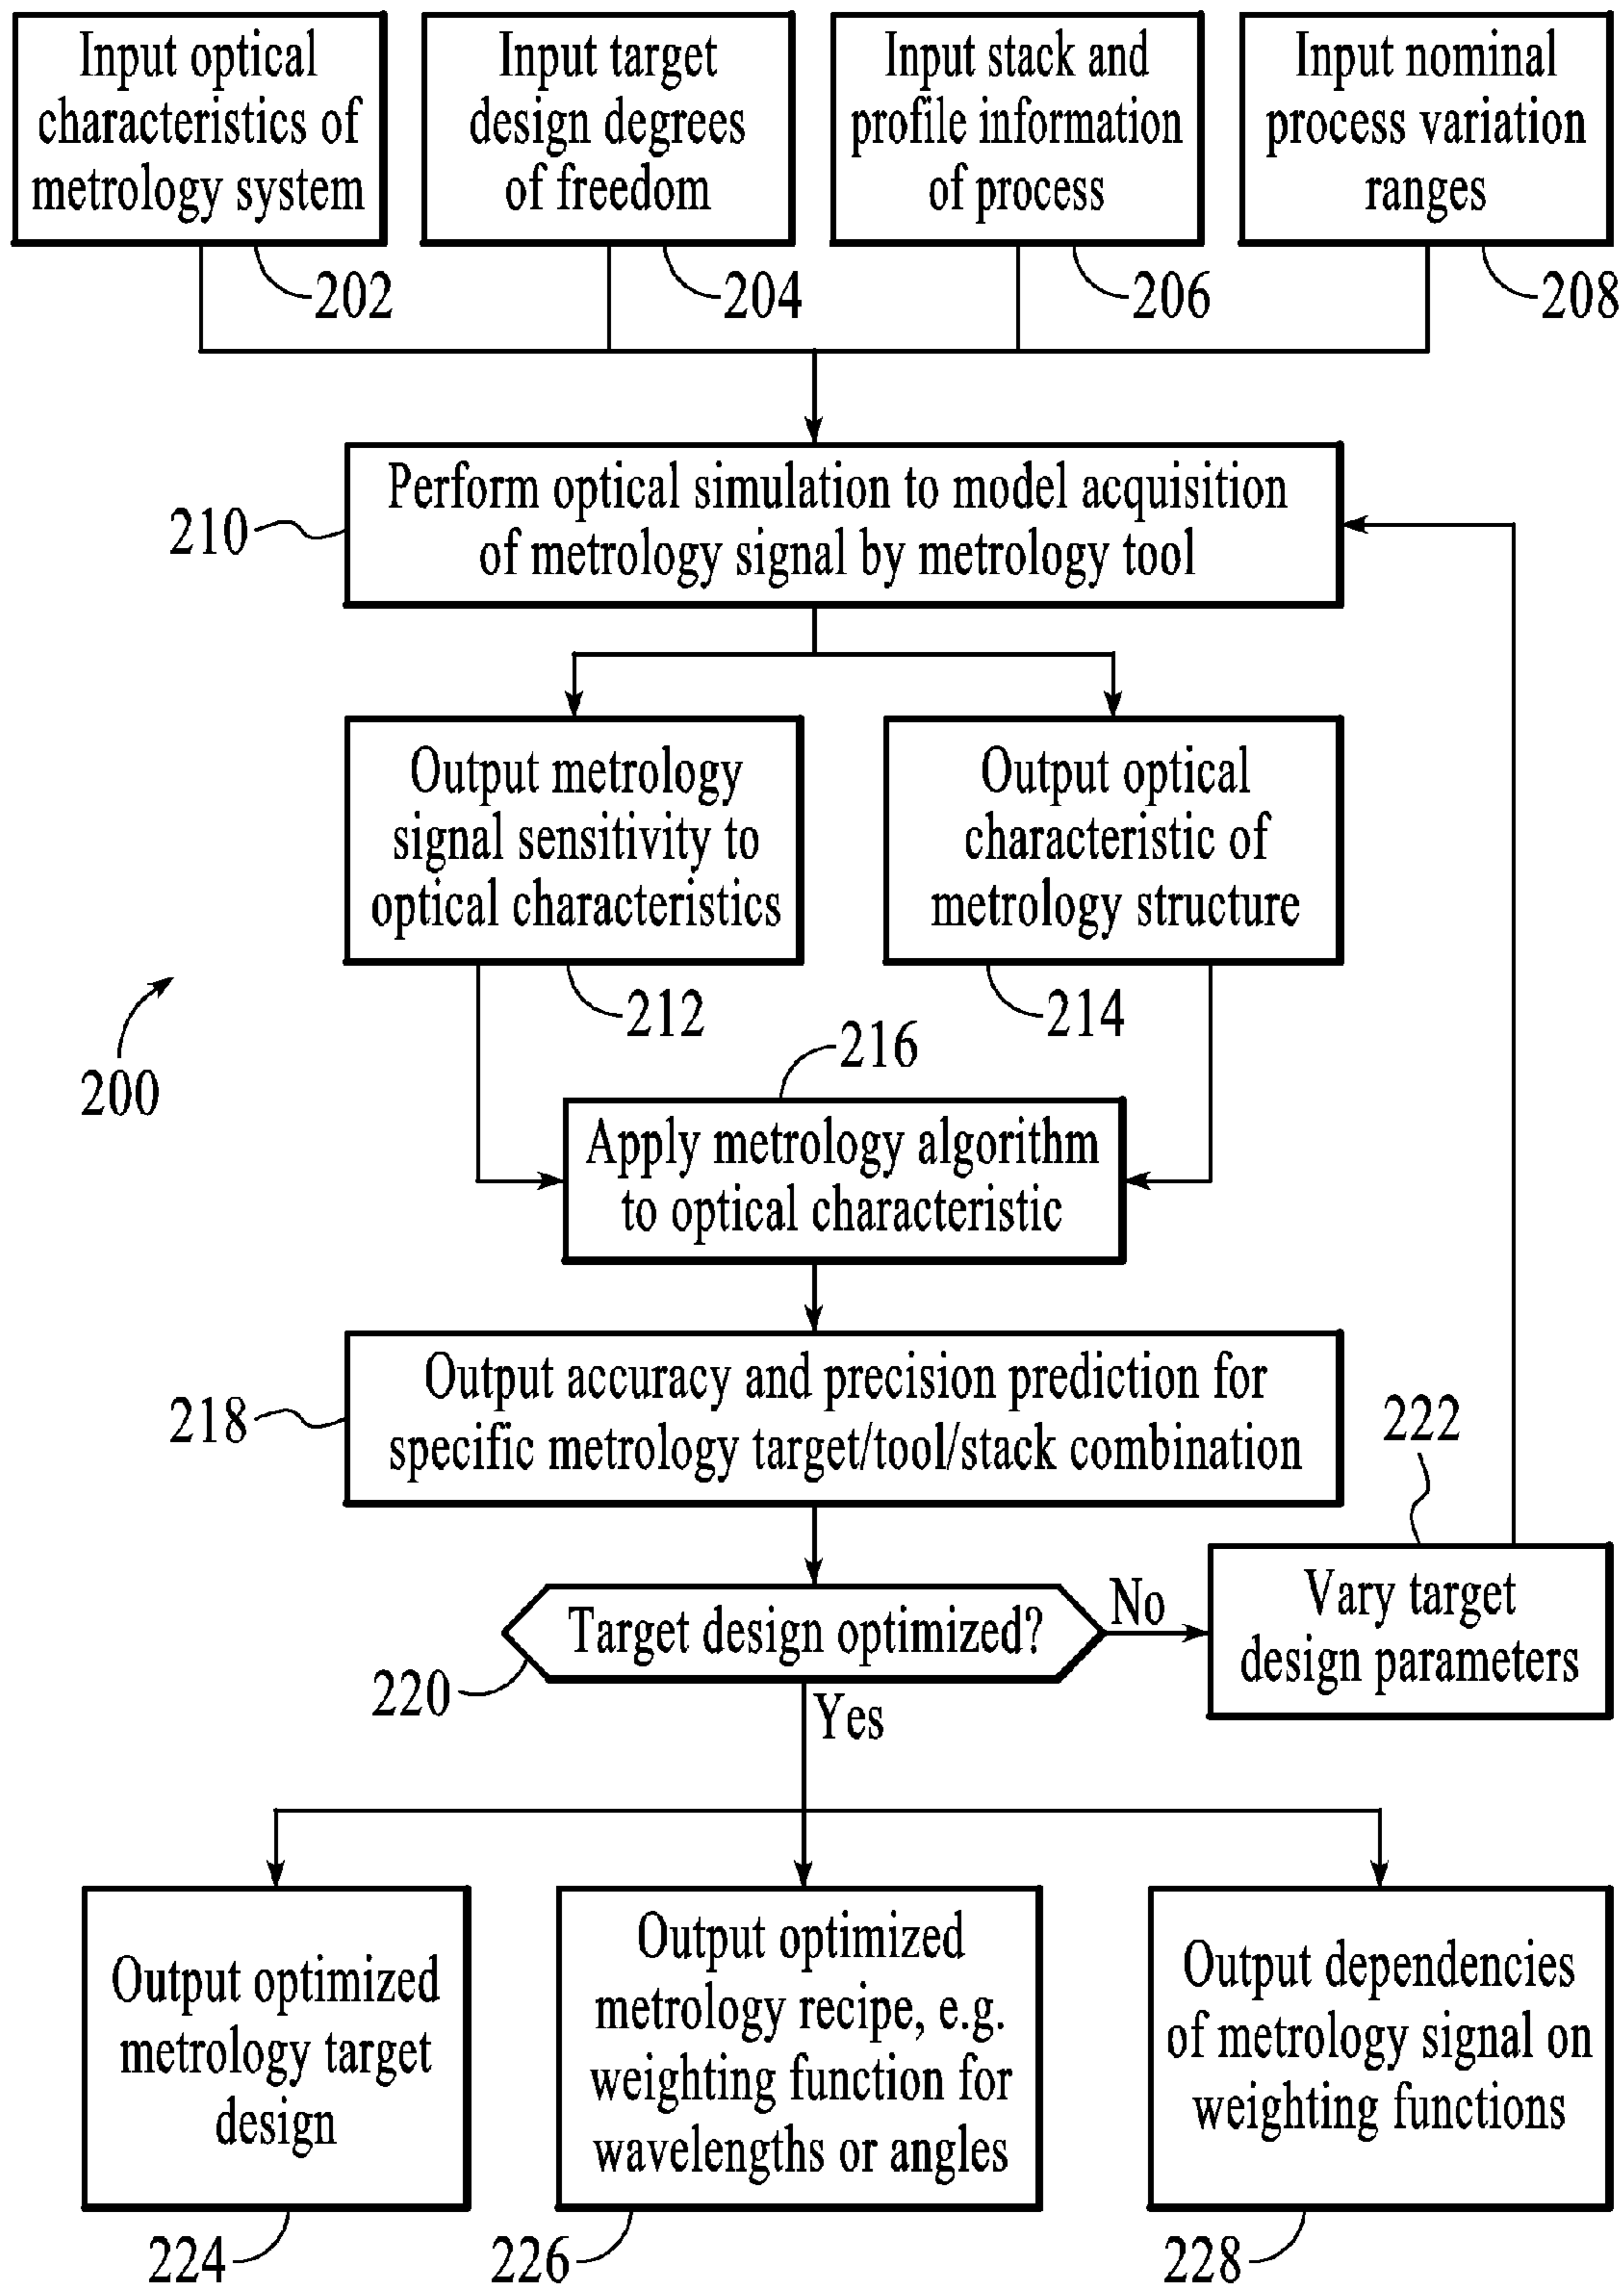 Input optical
characteristics of
metrology system
202
Input target
design degrees
of freedom
204
Input stack and
profile information
of process
206
Input nominal
process variation
ranges
208
Perform optical simulation to model acquisition
of metrology signal by metrology tool
210
Output metrology
signal sensitivity to
optical characteristics
212
Output optical
characteristic of
metrology structure
214
200
216
Apply metrology algorithm
to optical characteristic
Output accuracy and precision prediction for
specific metrology target/tool/stack combination
218
222
Target design optimized?
220
No
Vary target
design parameters
Yes
Output optimized
metrology target
design
224
Output optimized
metrology recipe, e.g.
weighting function for
wavelengths or angles
226
Output dependencies
of metrology signal on
weighting functions
228